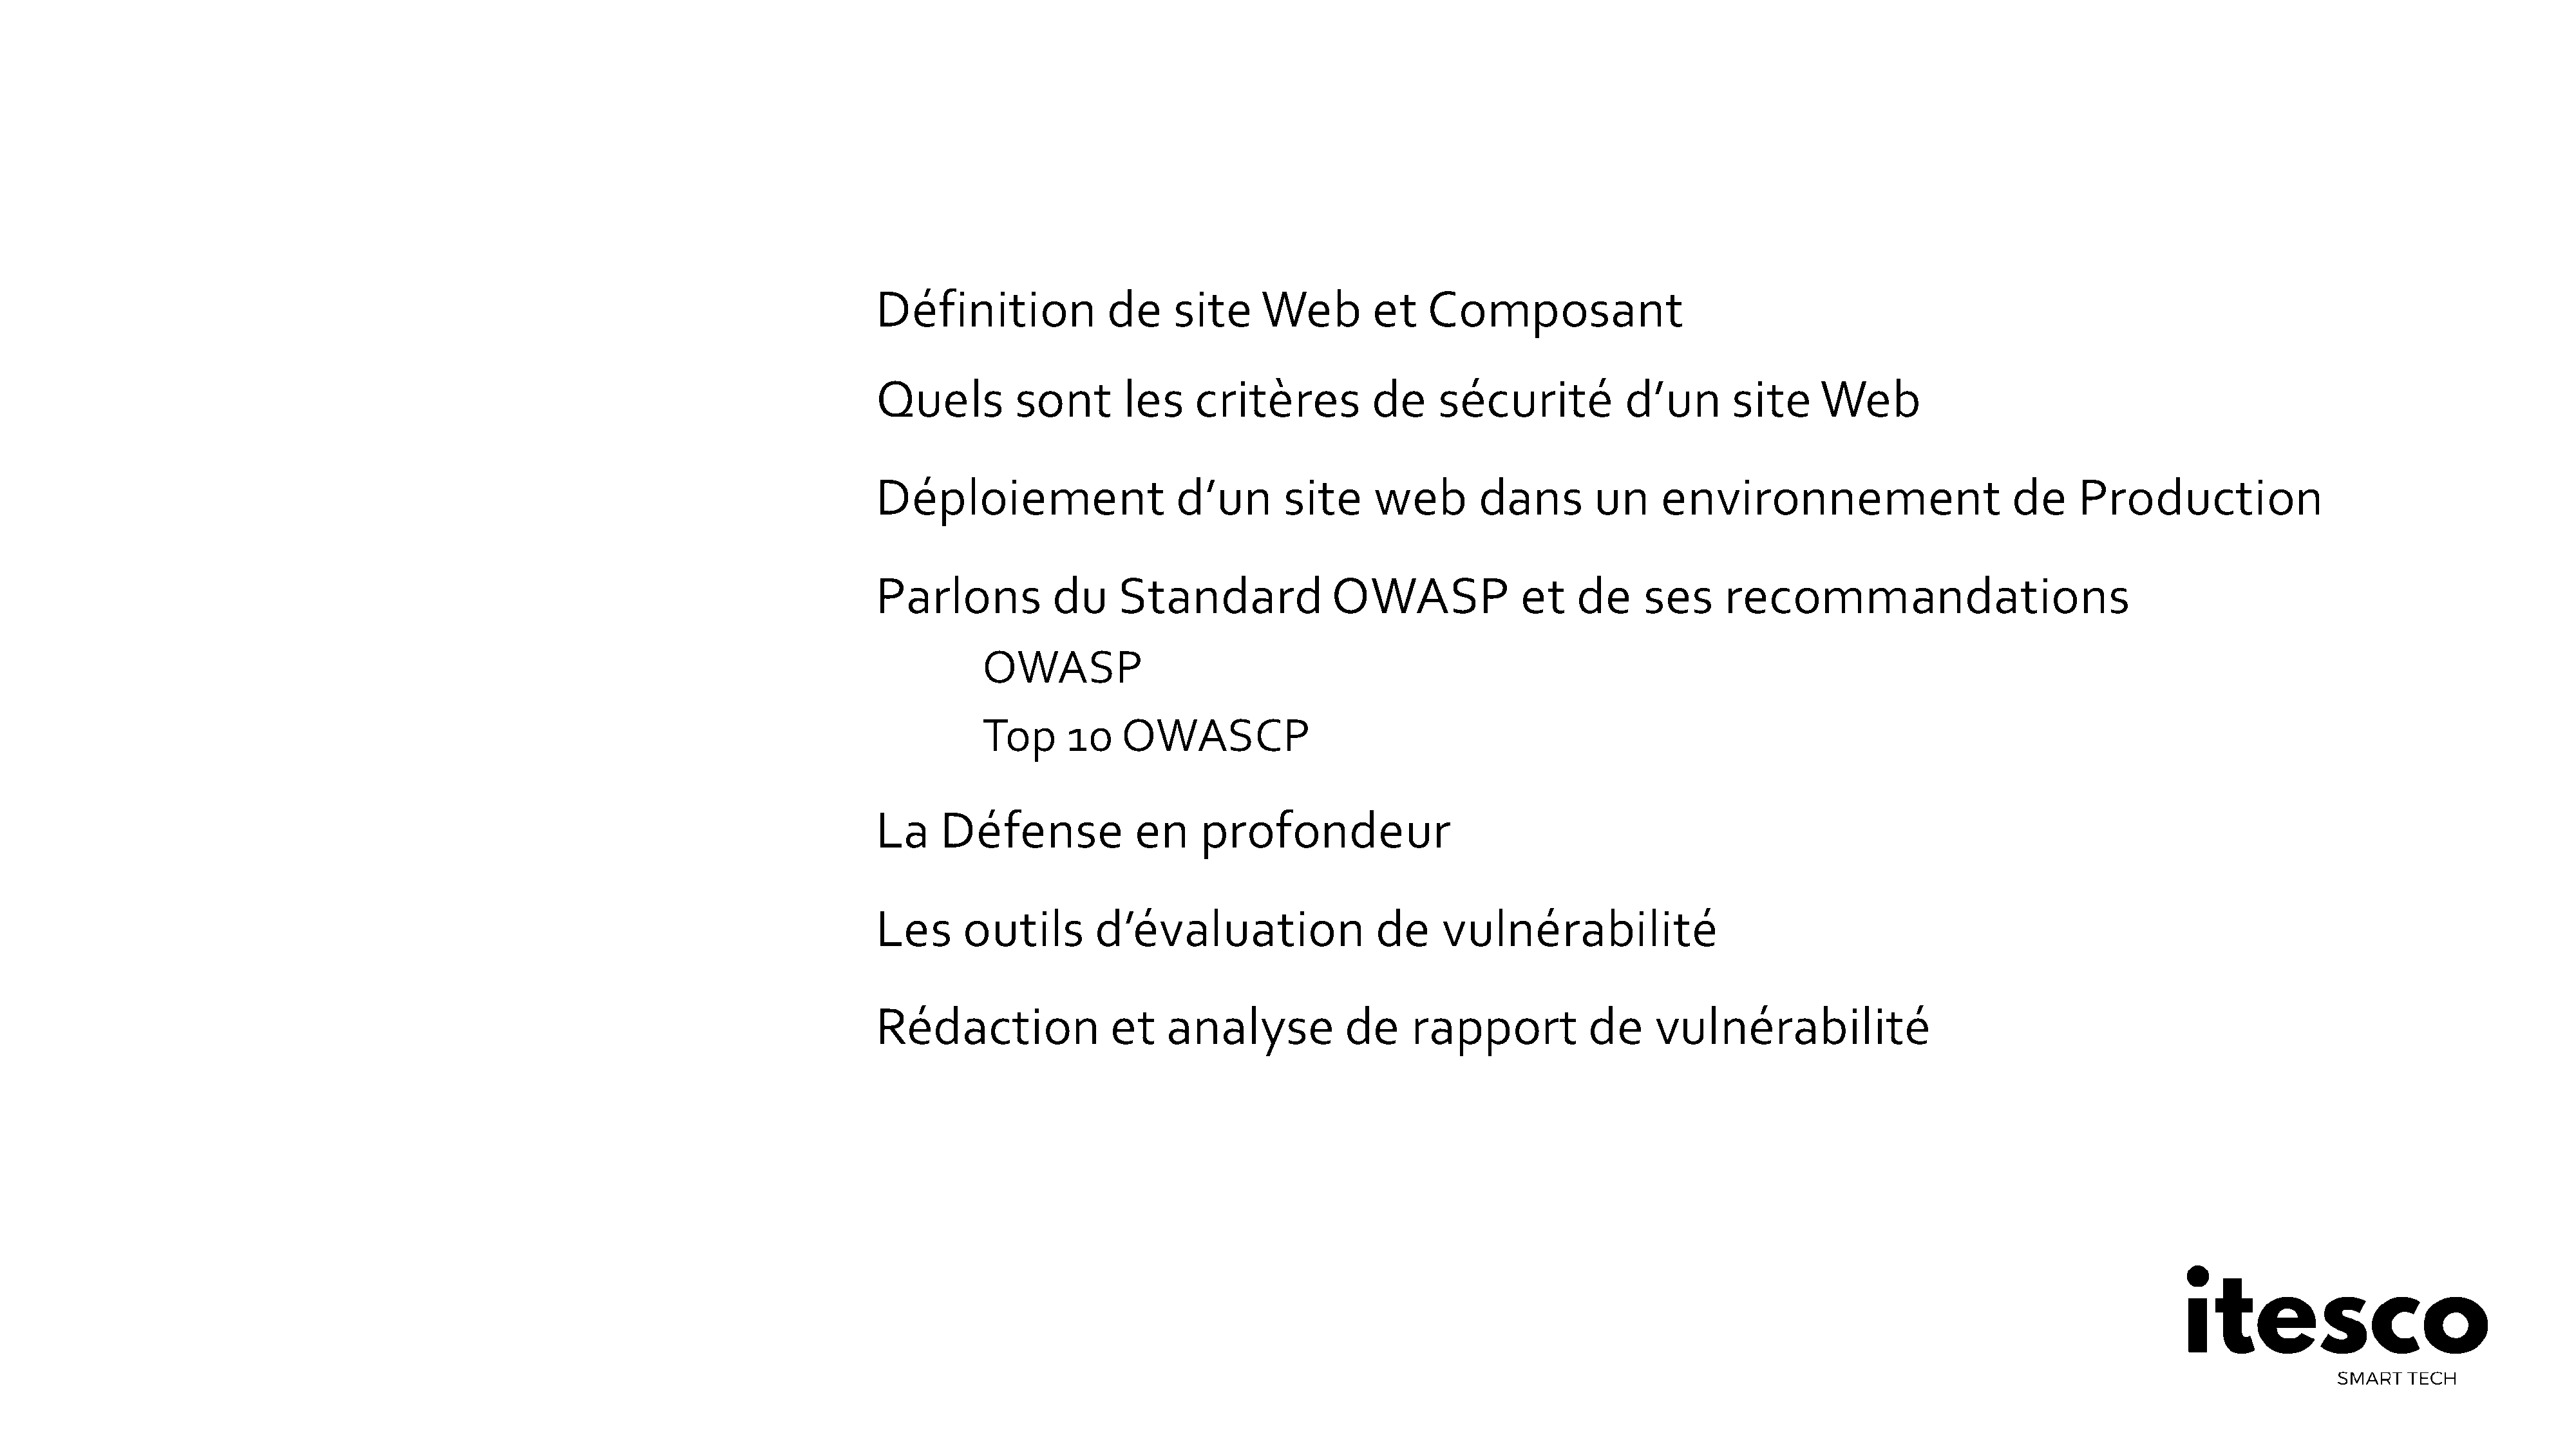 Définition de site Web et Composant
Quels sont les critères de sécurité d’un site Web
Déploiement d’un site web dans un environnement de Production
Parlons du Standard OWASP et de ses recommandations
OWASP
Top 10 OWASCP
La Défense en profondeur
Les outils d’évaluation de vulnérabilité
Rédaction et analyse de rapport de vulnérabilité
itesco
SMART TECH